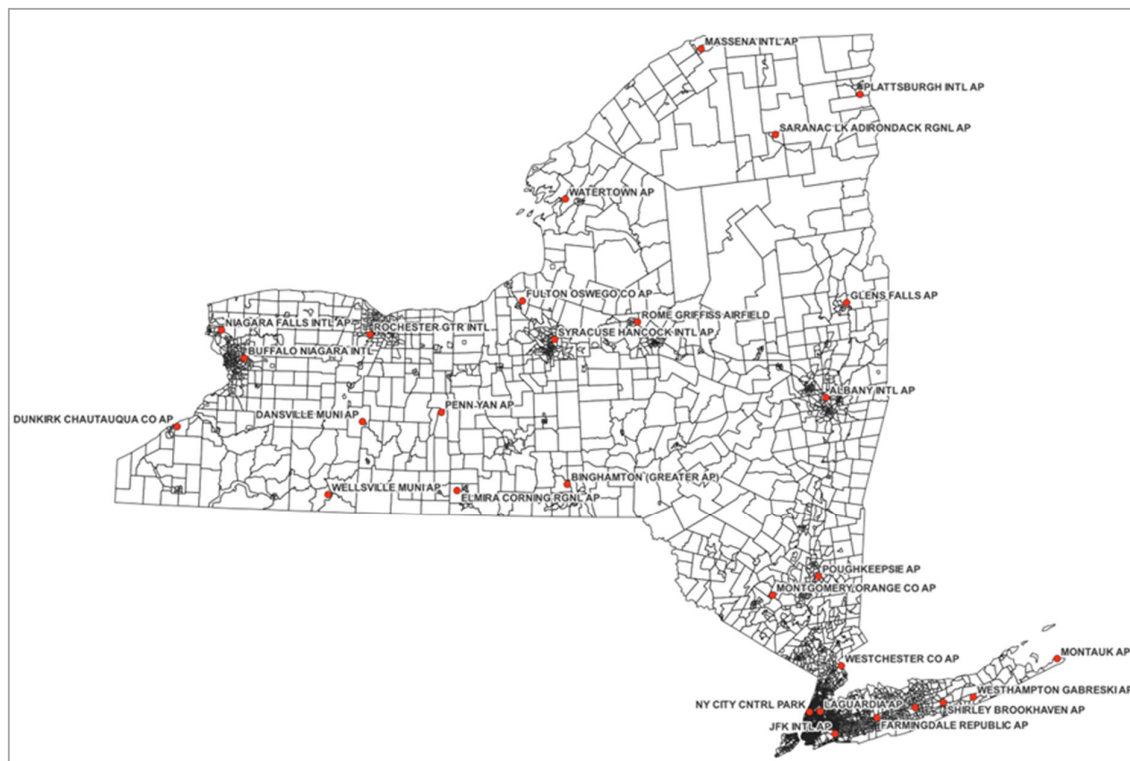 MASSENA INTL AP
PLATTSBURGH INTL AP
SARANAC LK ADIRONDACK RGNL AP
WATERTOWN AP
FULTON OSWEGO CO AP
GLENS FALLS AP
ROME GRIFFISS AIRFIELD
NIAGARA FALLS INTL AP
ROCHESTER GTR INTL
SYRACUSE HANCOCK INTL AP
BUFFALO NIAGARA INTL
ALBANY INTL AP
PENN YAN AP
DUNKIRK CHAUTAUQUA CO AP
DANSVILLE MUNI AP
BINGHAMTON (GREATER AP)
WELLSVILLE MUNI AP
ELMIRA CORNING RGNL AP
POUGHKEEPSIE AP
MONTGOMERY ORANGE CO AP
WESTCHESTER CO AP
MONTAUK AP
WESTHAMPTON GABRESKI AP
NY CITY CNTRL PARK
LAGUARDIA AP
SHIRLEY BROOKHAVEN AP
FARMINGDALE REPUBLIC AP
JFK INTL AP